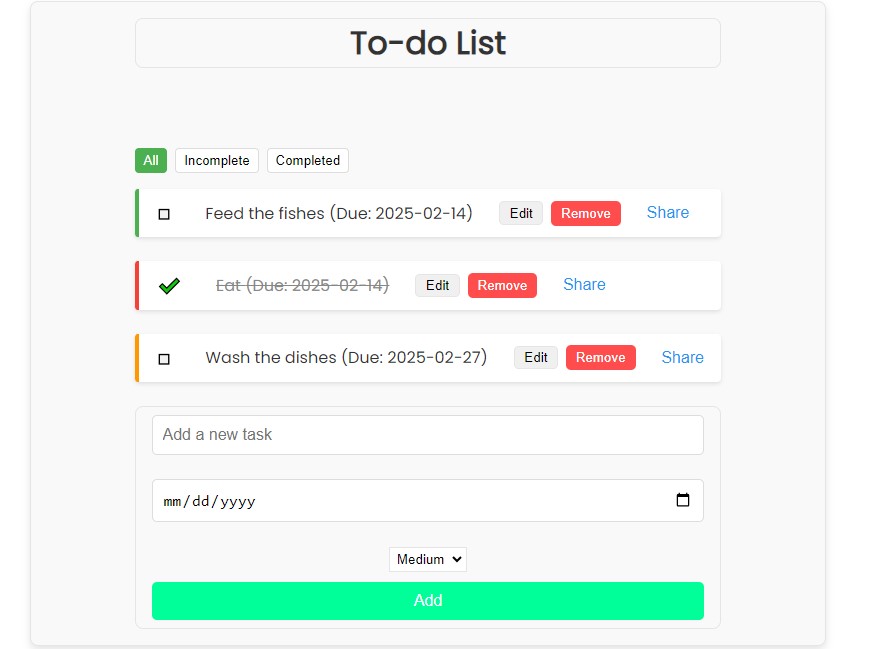 To-do List
All Incomplete Completed
Feed the fishes (Due: 2025-02-14) Edit Remove Share
Eat (Due: 2025-02-14) Edit Remove Share
Wash the dishes (Due: 2025-02-27) Edit Remove Share
Add a new task
mm/dd/yyyy
Medium
Add